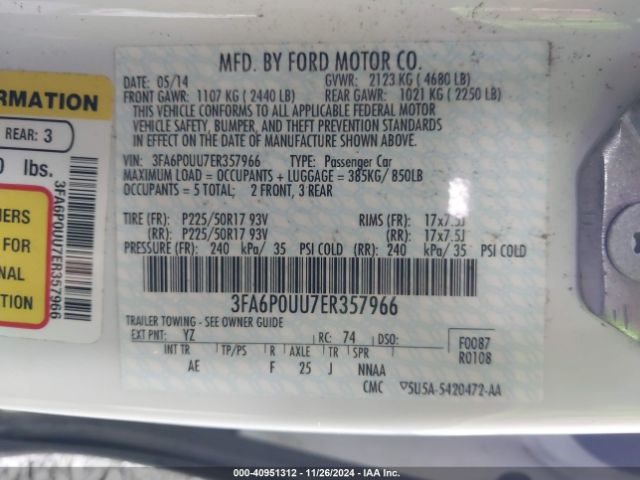 MFD. BY FORD MOTOR CO.
DATE: 05/14 GVWR: 2123 KG ( 4680 LB)
FRONT GAWR: 1107 KG ( 2440 LB) REAR GAWR: 1021 KG ( 2250 LB)
THIS VEHICLE CONFORMS TO ALL APPLICABLE FEDERAL MOTOR
VEHICLE SAFETY, BUMPER, AND THEFT PREVENTION STANDARDS
IN EFFECT ON THE DATE OF MANUFACTURE SHOWN ABOVE.
VIN: 3FA6P0UU7ER357966 TYPE: Passenger Car
MAXIMUM LOAD = OCCUPANTS + LUGGAGE = 385KG/ 850LB
OCCUPANTS = 5 TOTAL; 2 FRONT, 3 REAR
TIRE (FR): P225/50R17 93V RIMS (FR): 17x7.5J
(RR): P225/50R17 93V (RR): 17x7.5J
PRESSURE (FR): 240 kPa/ 35 PSI COLD (RR): 240 kPa/ 35 PSI COLD
3FA6P0UU7ER357966
TRAILER TOWING - SEE OWNER GUIDE
EXT PNT: YZ RC: 74 DSO: F0087
INT TR TP/PS R AXLE TR SPR R0108
AE F 25 J NNAA
CMC 5U5A-5420472-AA
ORMATION
REAR: 3
0 lbs.
FOR
NAL
TION
3FA6P0UU7ER357966
000-40951312 - 11/26/2024 - IAA Inc.